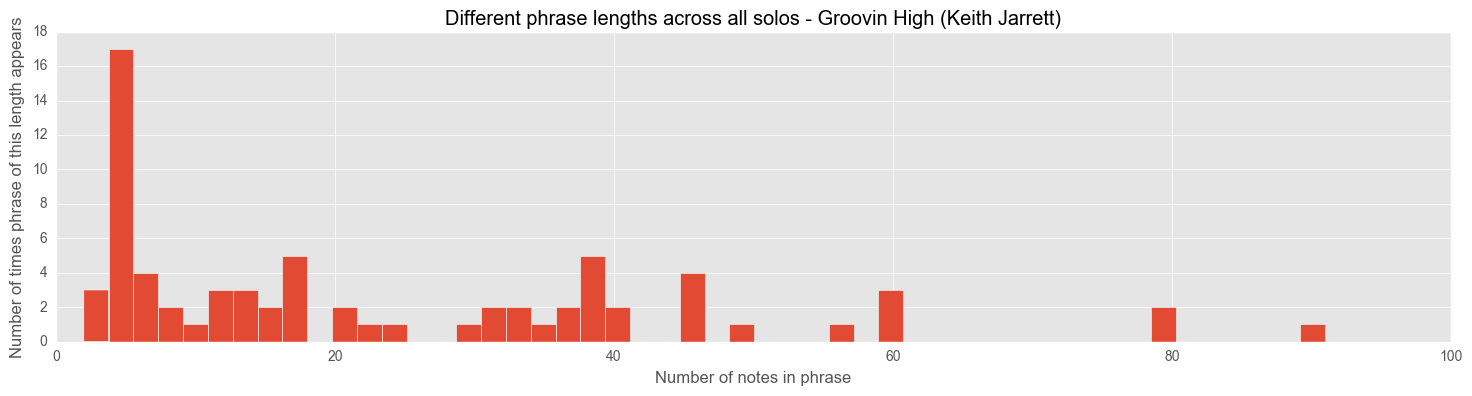 Different phrase lengths across all solos - Groovin High (Keith Jarrett)
Number of times phrase of this length appears
18
16
14
12
10
8
6
4
2
0
0 20 40 60 80 100
Number of notes in phrase